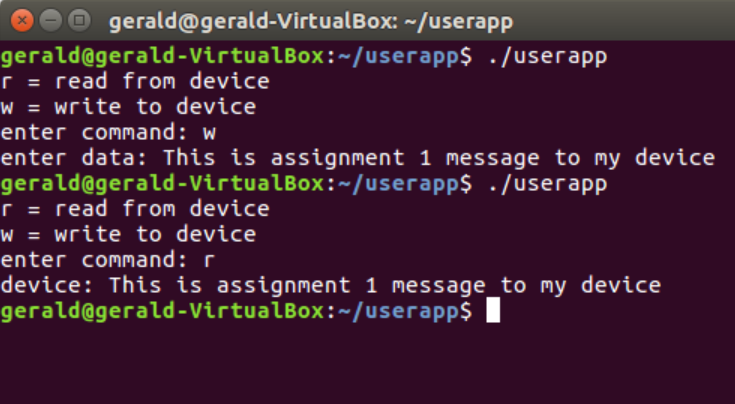 gerald@gerald-VirtualBox: ~/userapp
gerald@gerald-VirtualBox:~/userapp$ ./userapp
r = read from device
w = write to device
enter command: w
enter data: This is assignment 1 message to my device
gerald@gerald-VirtualBox:~/userapp$ ./userapp
r = read from device
w = write to device
enter command: r
device: This is assignment 1 message to my device
gerald@gerald-VirtualBox:~/userapp$